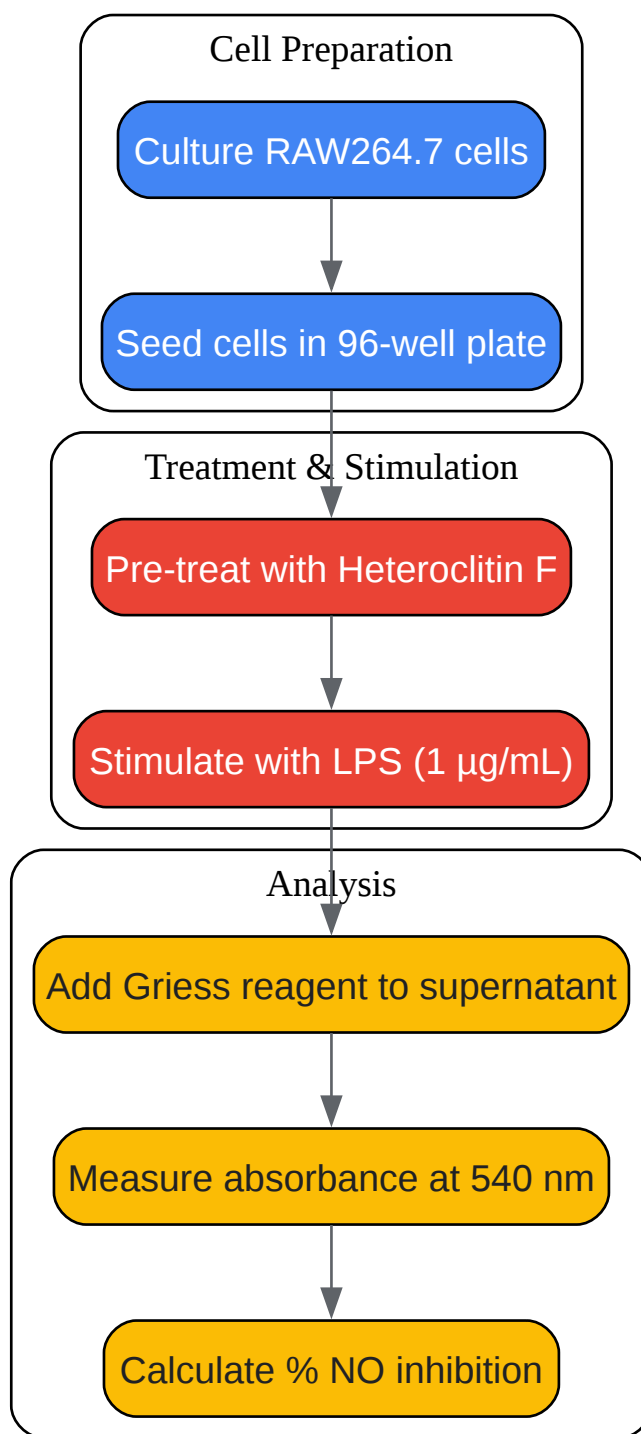 Cell Preparation
Culture RAW264.7 cells
Seed cells in 96-well plate
Treatment & Stimulation
Pre-treat with Heteroclitin F
Stimulate with LPS (1 µg/mL)
Analysis
Add Griess reagent to supernatant
Measure absorbance at 540 nm
Calculate % NO inhibition